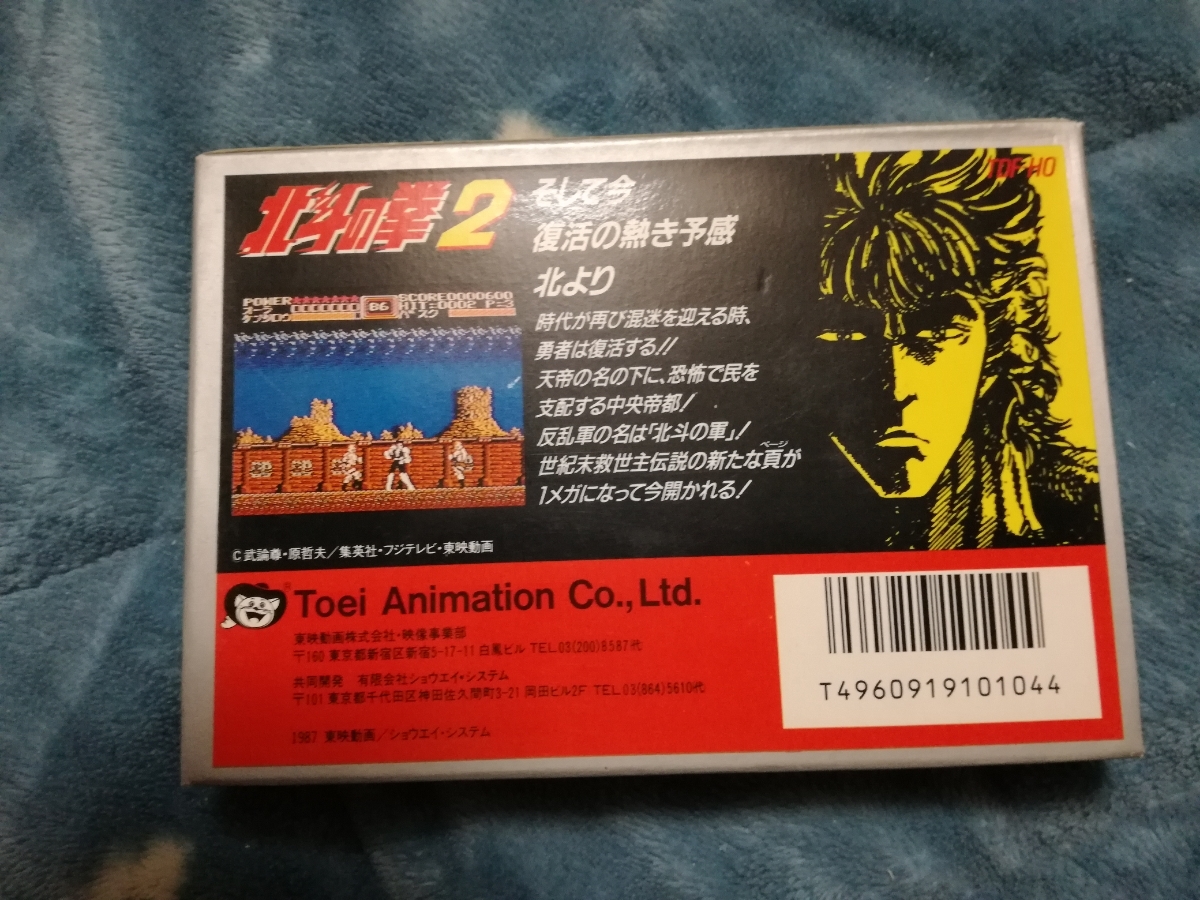 TDF-HO
北斗の拳2
そして今
復活の熱き予感
北より
POWER
SCORE0000600
0000000
86
HIT=0002 P=3
ケンシロウ
バスク
時代が再び混迷を迎える時、
勇者は復活する!!
天帝の名の下に、恐怖で民を
支配する中央帝都!
反乱軍の名は「北斗の軍」!
ページ
世紀末救世主伝説の新たな頁が
1メガになって今開かれる!
©武論尊・原哲夫/集英社・フジテレビ・東映動画
Toei Animation Co., Ltd.
東映動画株式会社・映像事業部
〒160 東京都新宿区新宿5-17-11 白鳳ビル TEL.03(200)8587代
共同開発 有限会社ショウエイ・システム
〒101 東京都千代田区神田佐久間町3-21 岡田ビル2F TEL.03(864)5610代
1987 東映動画/ショウエイ・システム
T4960919101044